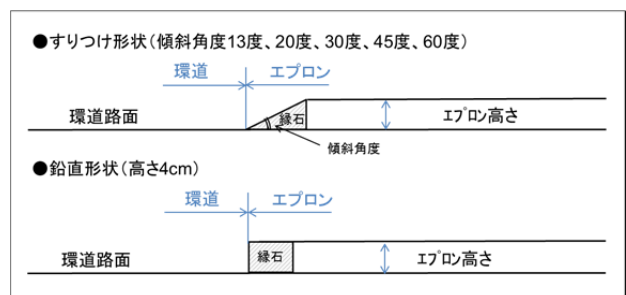 ●すりつけ形状(傾斜角度13度、20度、30度、45度、60度)
環道 エプロン
環道路面 縁石 エプロン高さ
傾斜角度
●鉛直形状(高さ4cm)
環道 エプロン
環道路面 縁石 エプロン高さ